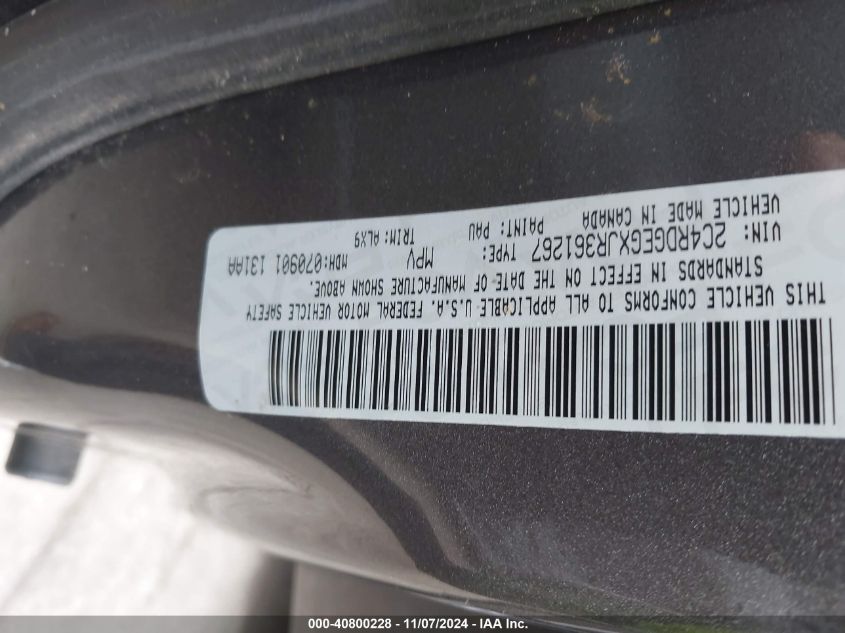 THIS VEHICLE CONFORMS TO ALL APPLICABLE U.S.A. FEDERAL MOTOR VEHICLE SAFETY
STANDARDS IN EFFECT ON THE DATE OF MANUFACTURE SHOWN ABOVE.
VIN: 2C4RDGEGXJR361267 TYPE: MPV MDH:070901 131AA
VEHICLE MADE IN CANADA PAINT: PAU TRIM:ALX9
000-40800228 - 11/07/2024 - © IAA Inc.